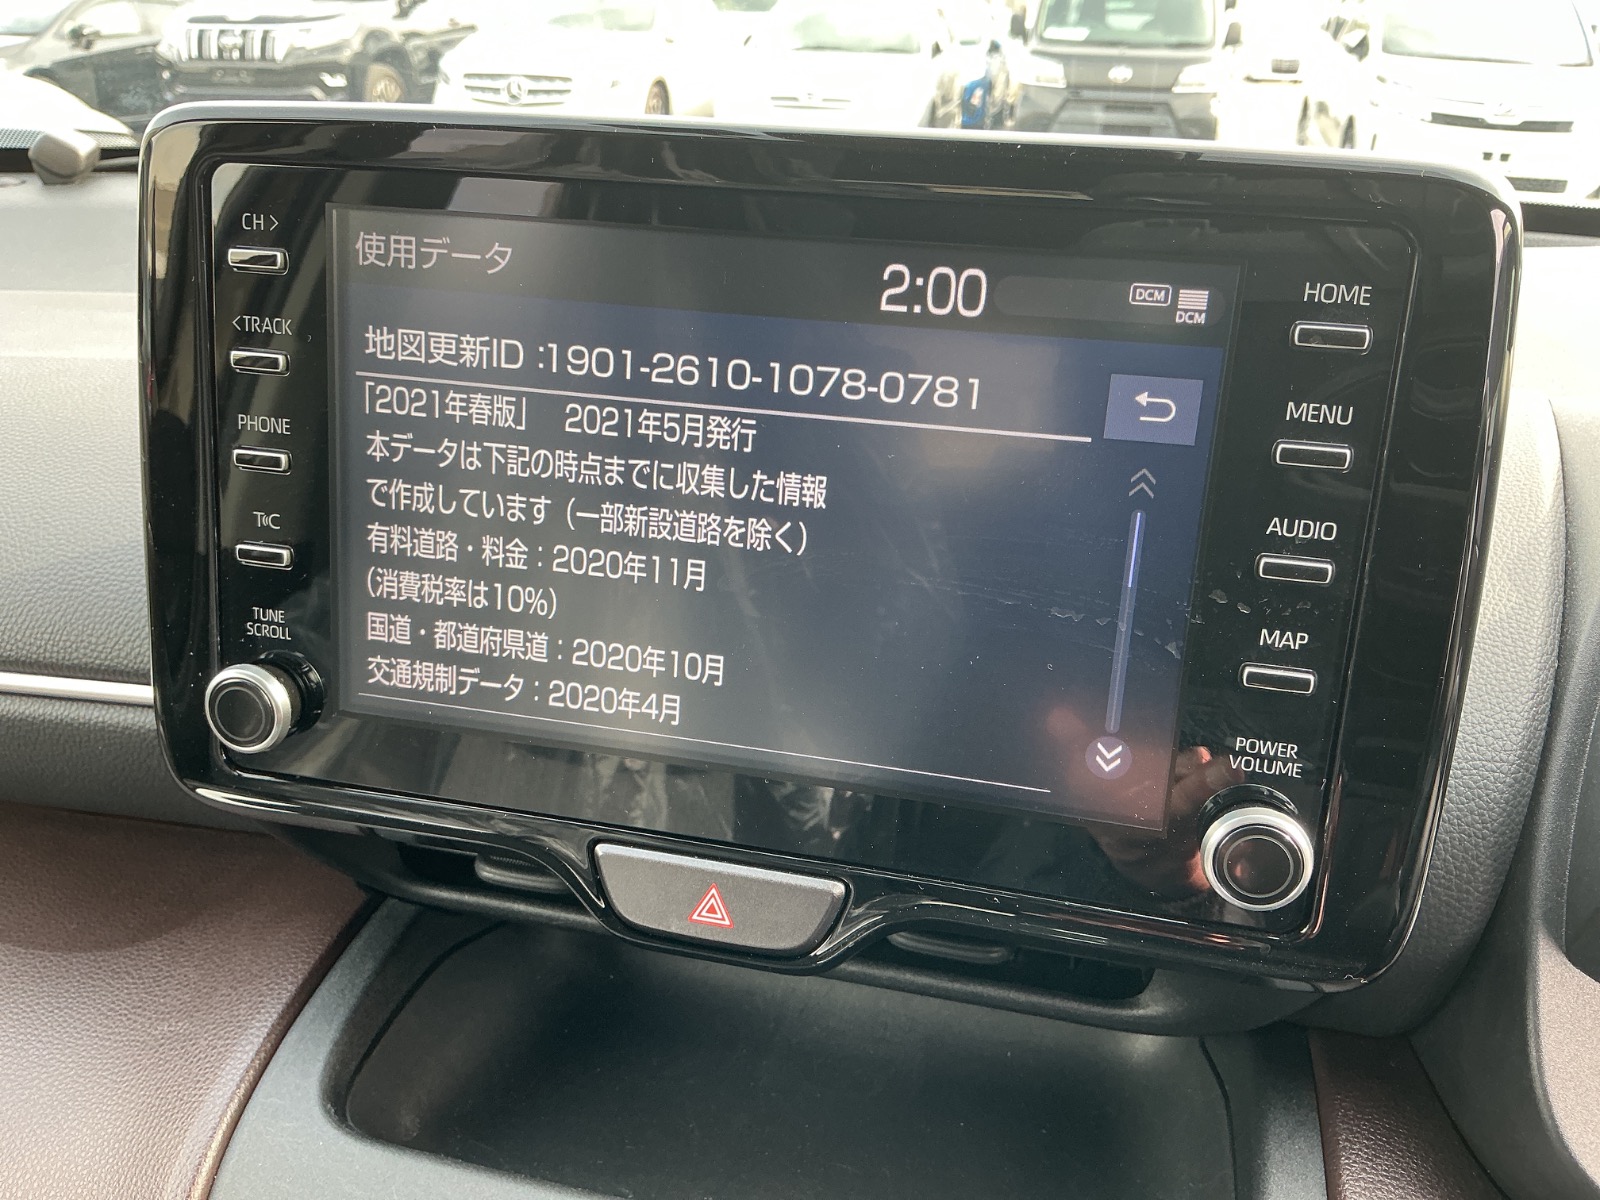 CH >
<TRACK
PHONE
T C
TUNE
SCROLL
使用データ
2:00
DCM
DCM
地図更新ID :1901-2610-1078-0781
「2021年春版」 2021年5月発行
本データは下記の時点までに収集した情報
で作成しています（一部新設道路を除く）
有料道路・料金：2020年11月
(消費税率は10%)
国道・都道府県道：2020年10月
交通規制データ：2020年4月
HOME
MENU
AUDIO
MAP
POWER
VOLUME